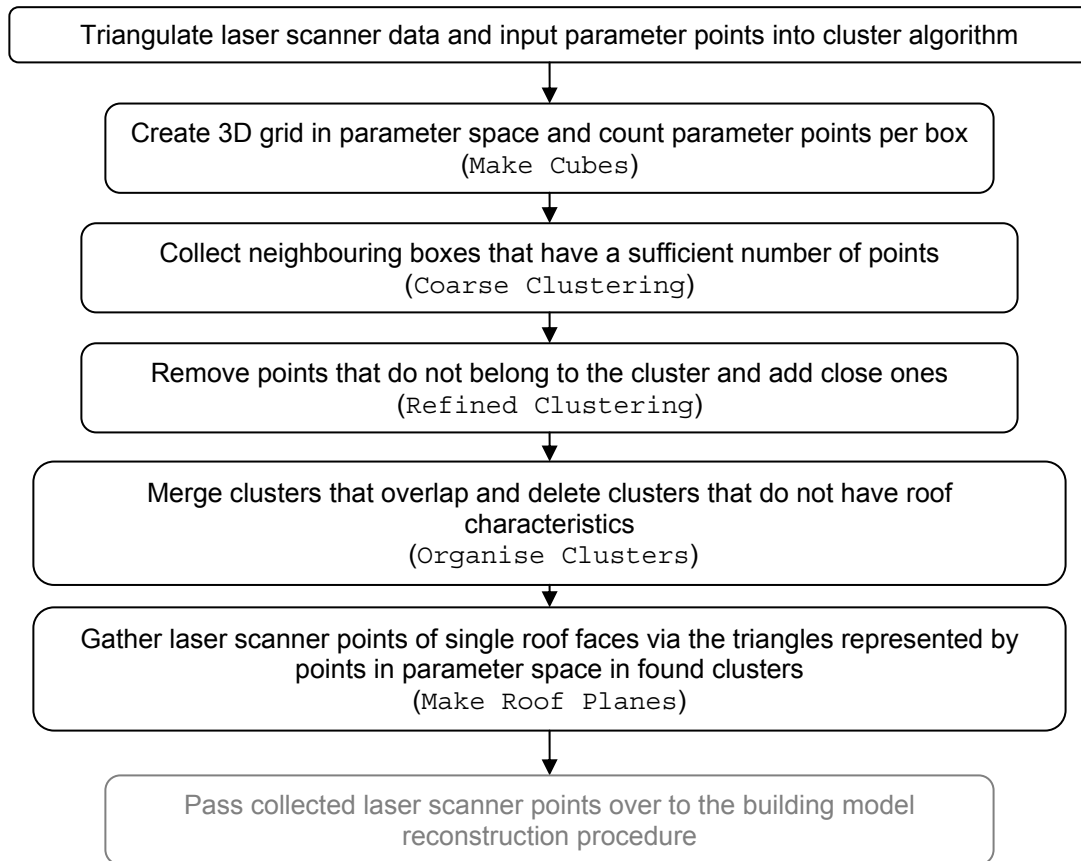 Triangulate laser scanner data and input parameter points into cluster algorithm
Create 3D grid in parameter space and count parameter points per box
(Make Cubes)
Collect neighbouring boxes that have a sufficient number of points
(Coarse Clustering)
Remove points that do not belong to the cluster and add close ones
(Refined Clustering)
Merge clusters that overlap and delete clusters that do not have roof
characteristics
(Organise Clusters)
Gather laser scanner points of single roof faces via the triangles represented by
points in parameter space in found clusters
(Make Roof Planes)
Pass collected laser scanner points over to the building model
reconstruction procedure